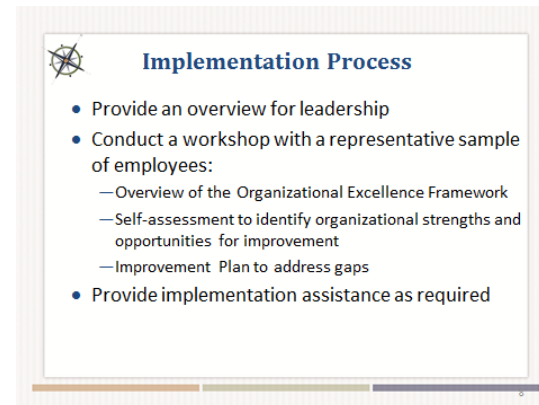 Implementation Process
• Provide an overview for leadership
• Conduct a workshop with a representative sample
of employees:
—Overview of the Organizational Excellence Framework
—Self-assessment to identify organizational strengths and
opportunities for improvement
—Improvement Plan to address gaps
• Provide implementation assistance as required